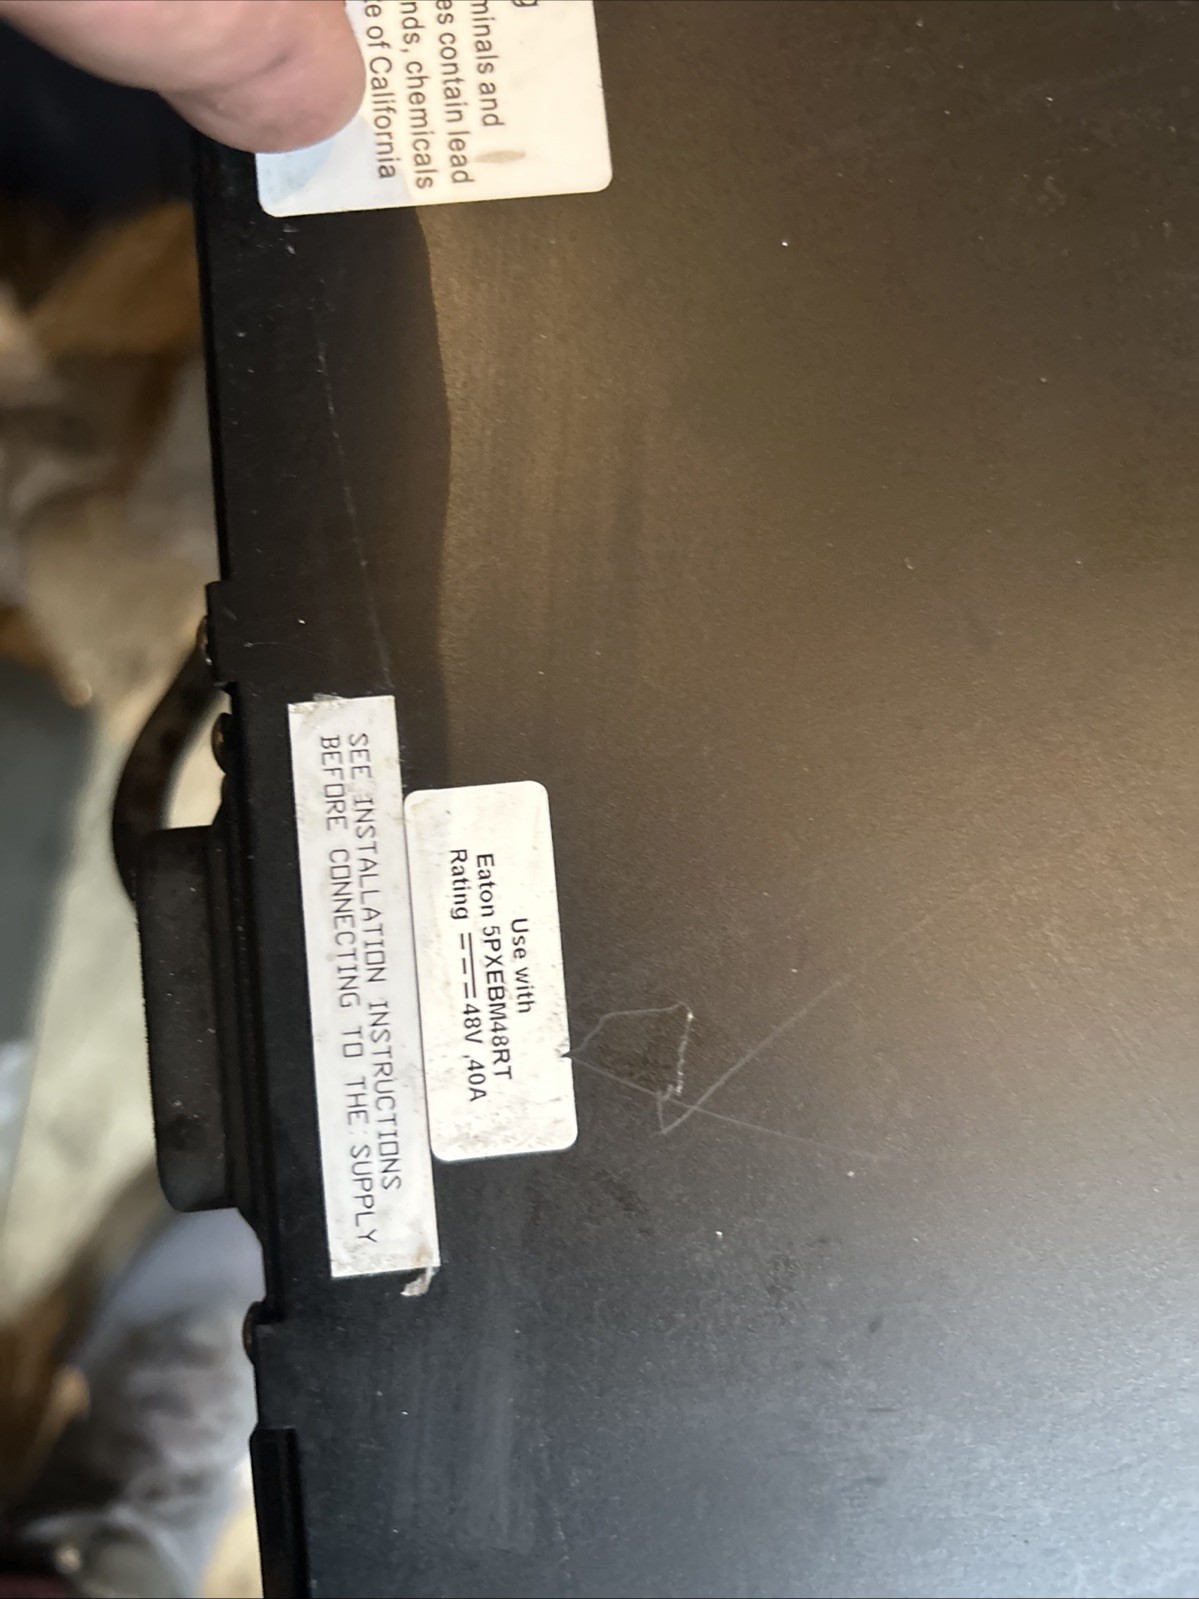 minals and
es contain lead
nds, chemicals
e of California
Use with
Eaton 5PXEBM48RT
Rating ⎓48V ,40A
SEE INSTALLATION INSTRUCTIONS
BEFORE CONNECTING TO THE SUPPLY